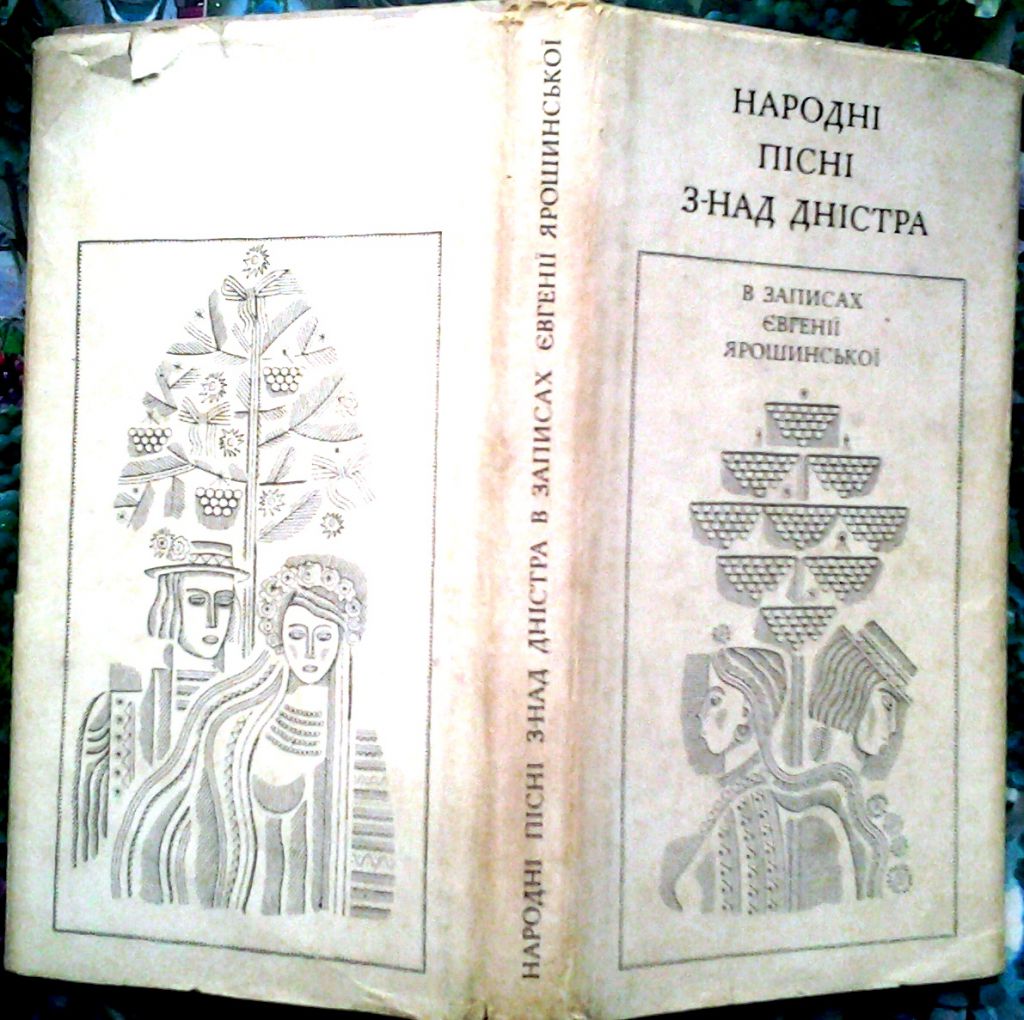 НАРОДНІ
ПІСНІ
З-НАД ДНІСТРА
В ЗАПИСАХ
ЄВГЕНІЇ
ЯРОШИНСЬКОЇ
НАРОДНІ ПІСНІ З-НАД ДНІСТРА В ЗАПИСАХ ЄВГЕНІЇ ЯРОШИНСЬКОЇ